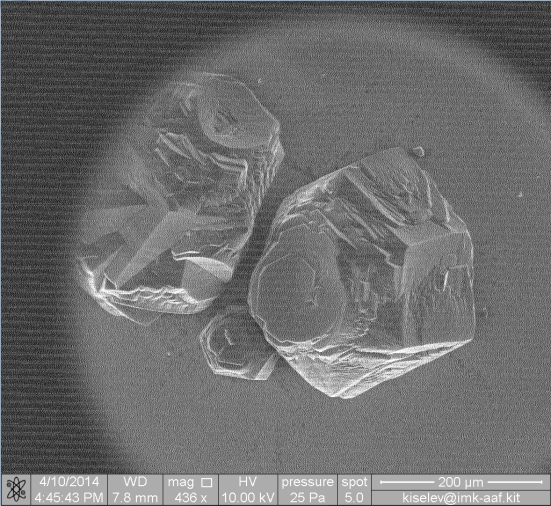 4/10/2014 WD mag HV pressure spot 200 µm
4:45:43 PM 7.8 mm 436 x 10.00 kV 25 Pa 5.0 kiselev@imk-aaf.kit